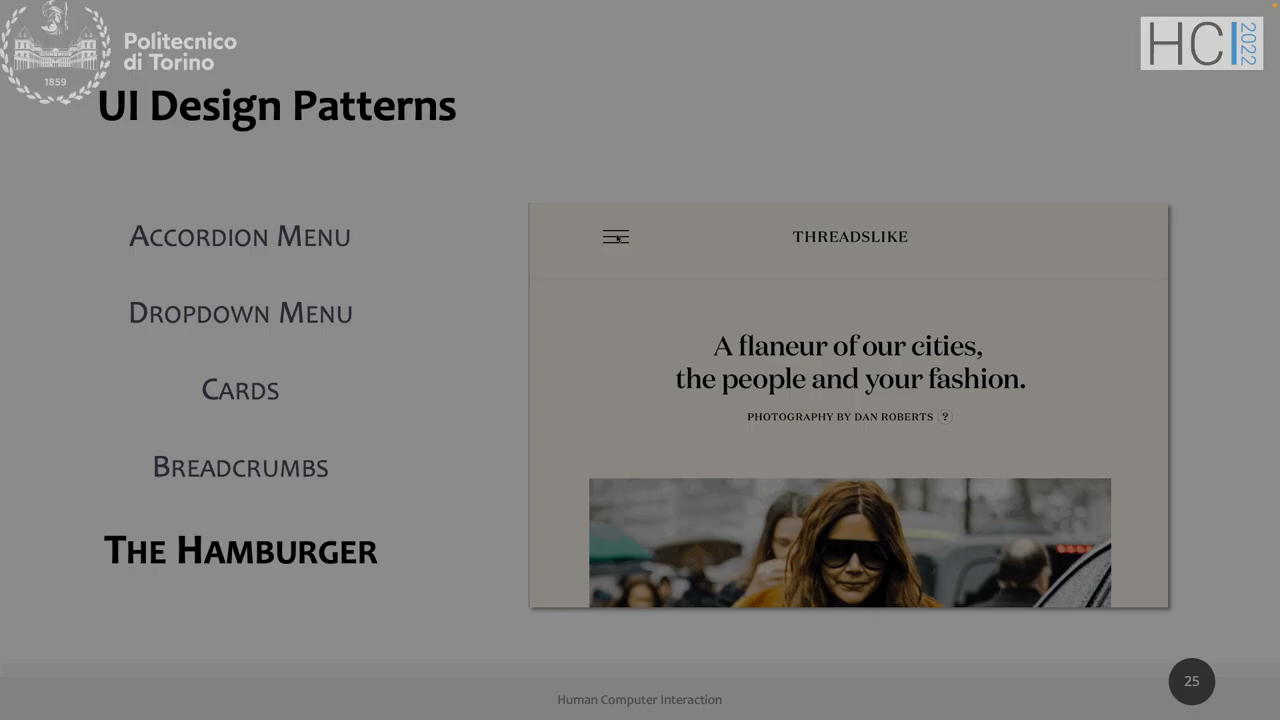 Politecnico
di Torino
1859
HCI
2022
UI Design Patterns
ACCORDION MENU
DROPDOWN MENU
CARDS
BREADCRUMBS
THE HAMBURGER
THREADSLIKE
A flaneur of our cities,
the people and your fashion.
PHOTOGRAPHY BY DAN ROBERTS ?
Human Computer Interaction
25